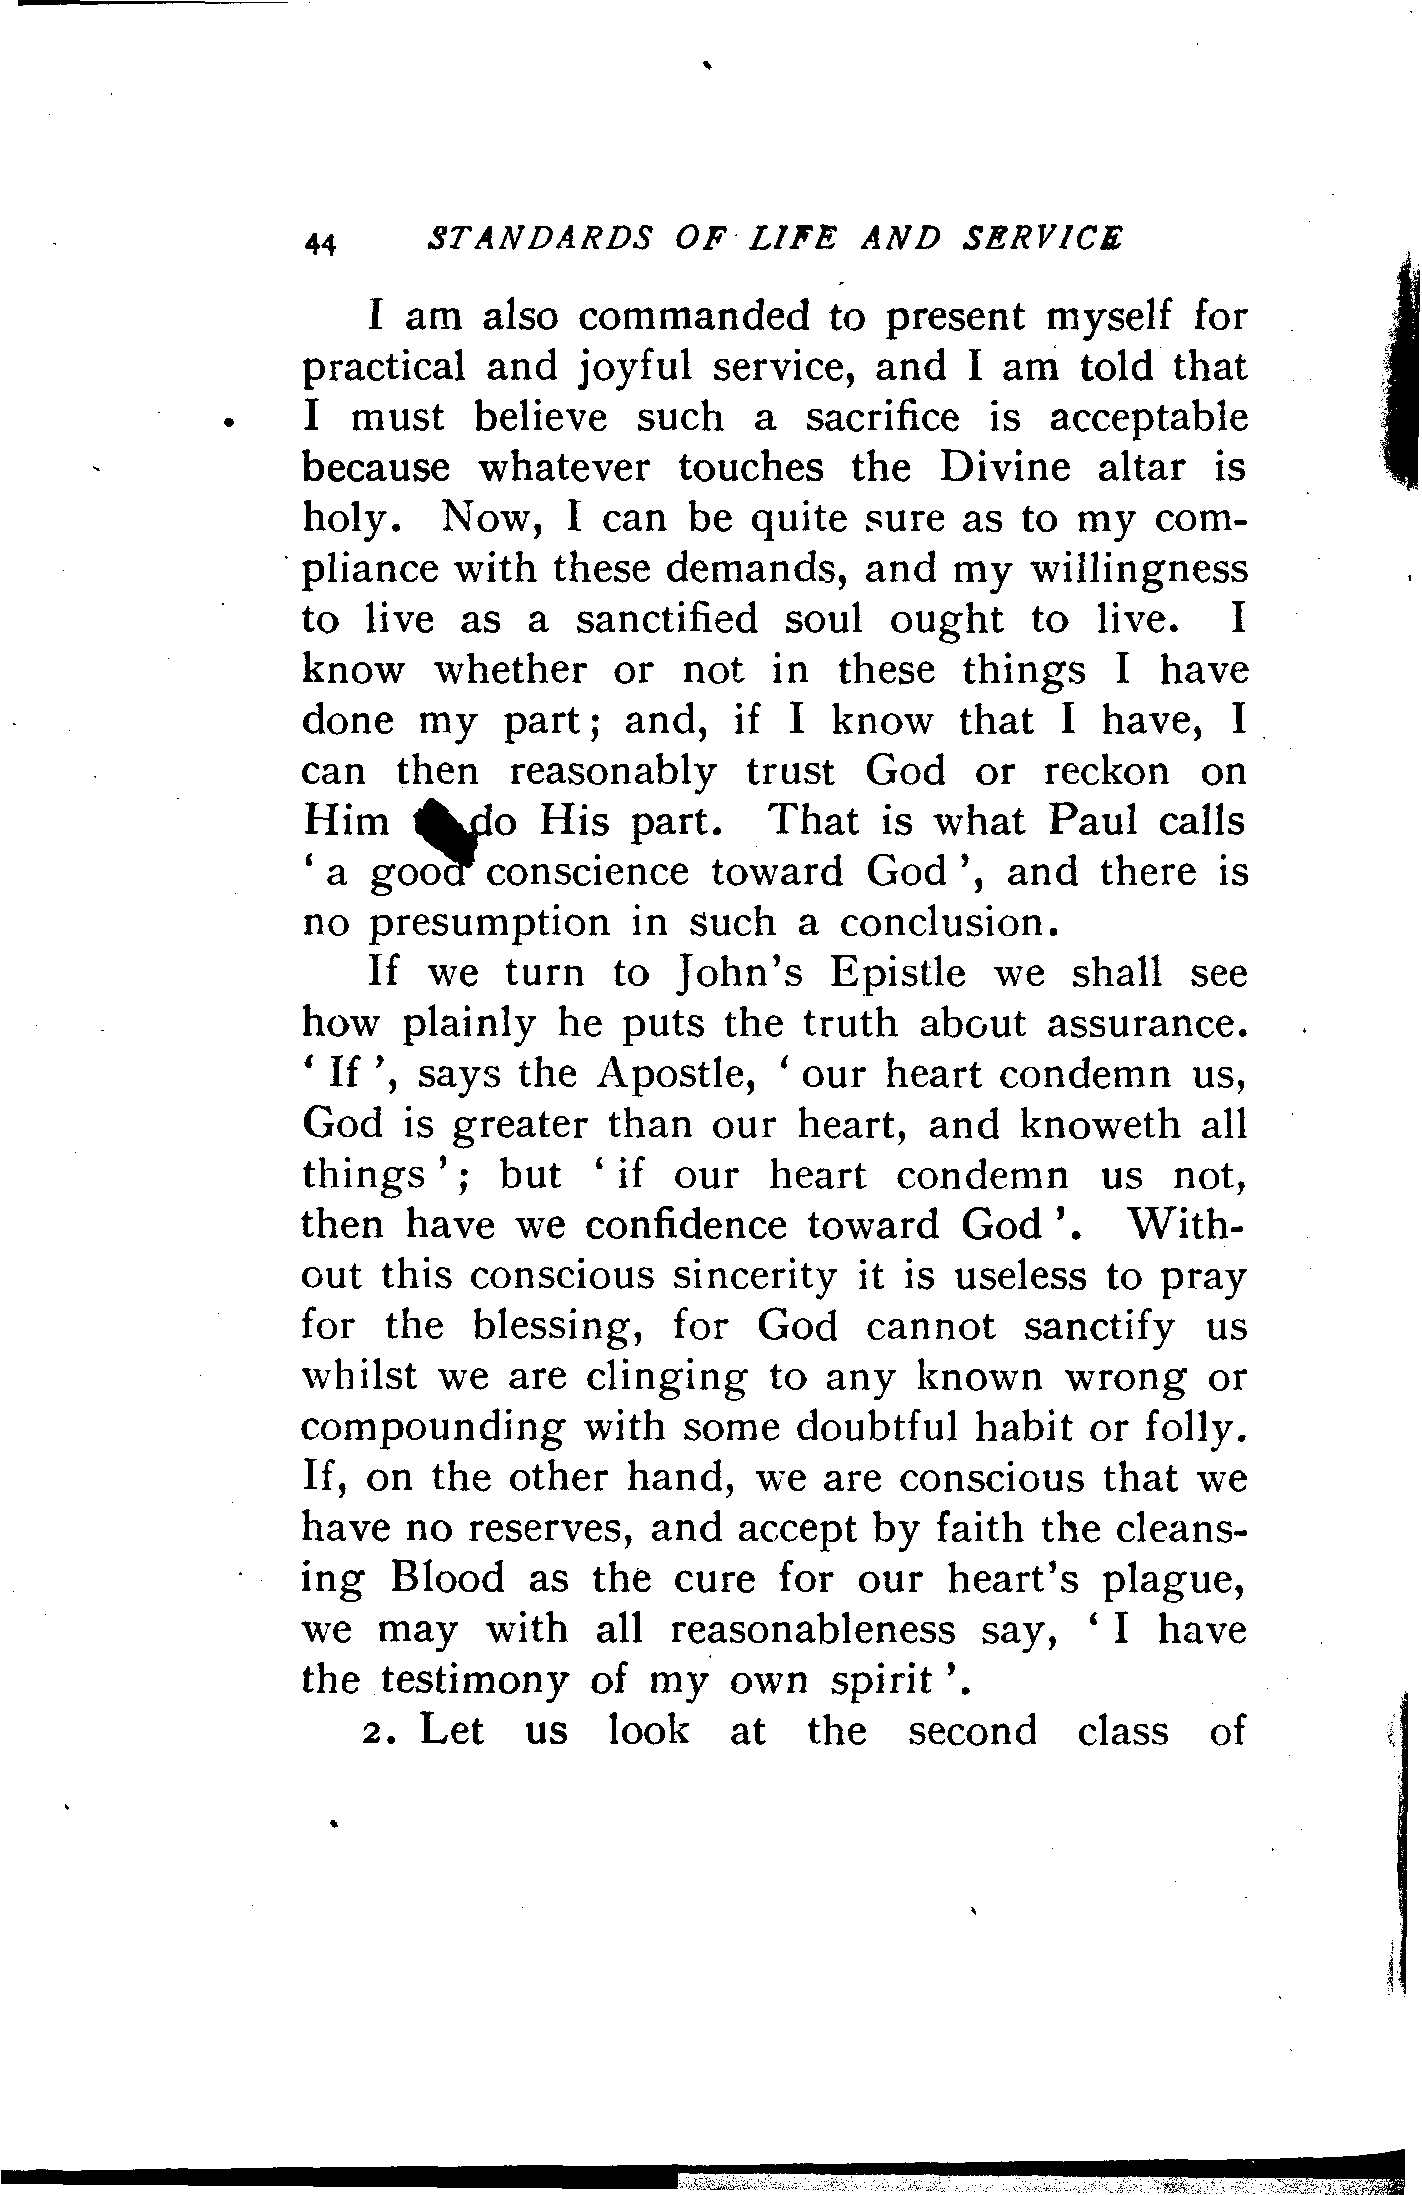 44 STANDARDS OF LIFE AND SERVICE
I am also commanded to present myself for
practical and joyful service, and I am told that
I must believe such a sacrifice is acceptable
because whatever touches the Divine altar is
holy. Now, I can be quite sure as to my com-
pliance with these demands, and my willingness
to live as a sanctified soul ought to live. I
know whether or not in these things I have
done my part; and, if I know that I have, I
can then reasonably trust God or reckon on
Him do His part. That is what Paul calls
‘ a good conscience toward God ’, and there is
no presumption in such a conclusion.
If we turn to John’s Epistle we shall see
how plainly he puts the truth about assurance.
‘ If ’, says the Apostle, ‘ our heart condemn us,
God is greater than our heart, and knoweth all
things ’; but ‘ if our heart condemn us not,
then have we confidence toward God ’. With-
out this conscious sincerity it is useless to pray
for the blessing, for God cannot sanctify us
whilst we are clinging to any known wrong or
compounding with some doubtful habit or folly.
If, on the other hand, we are conscious that we
have no reserves, and accept by faith the cleans-
ing Blood as the cure for our heart’s plague,
we may with all reasonableness say, ‘ I have
the testimony of my own spirit ’.
2. Let us look at the second class of